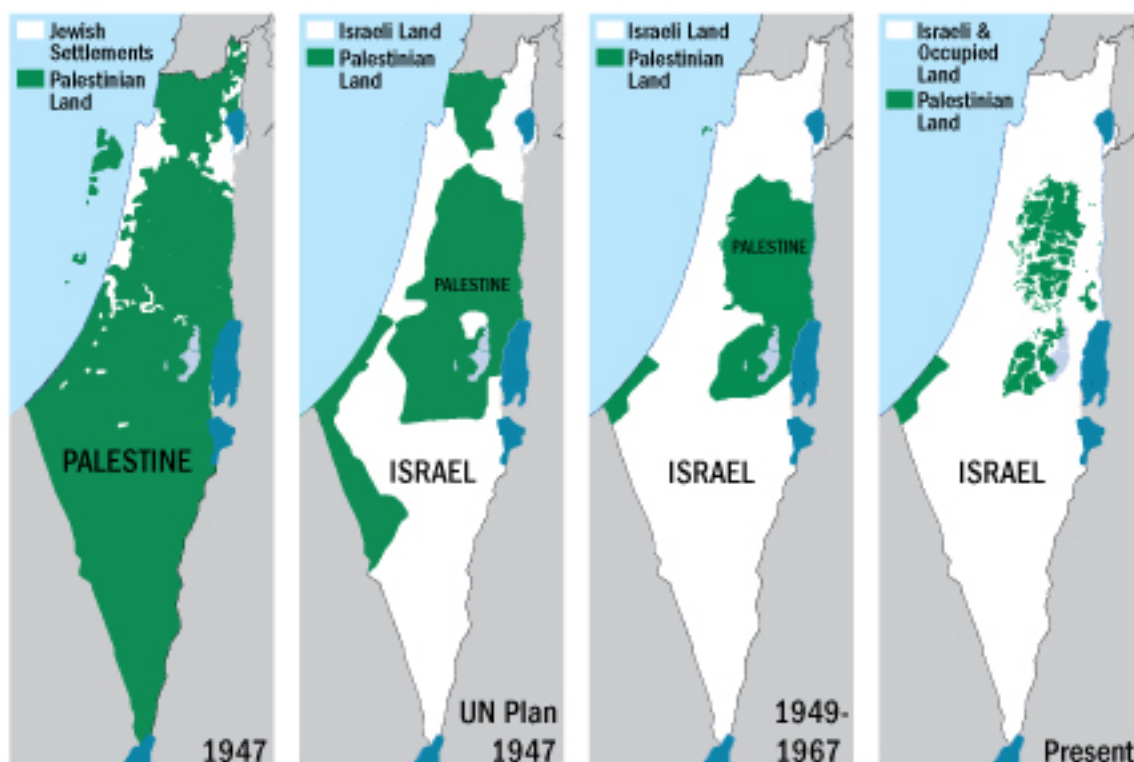 Jewish
Settlements
Palestinian
Land
PALESTINE
1947
Israeli Land
Palestinian
Land
PALESTINE
ISRAEL
UN Plan
1947
Israeli Land
Palestinian
Land
PALESTINE
ISRAEL
1949-
1967
Israeli &
Occupied
Land
Palestinian
Land
ISRAEL
Present